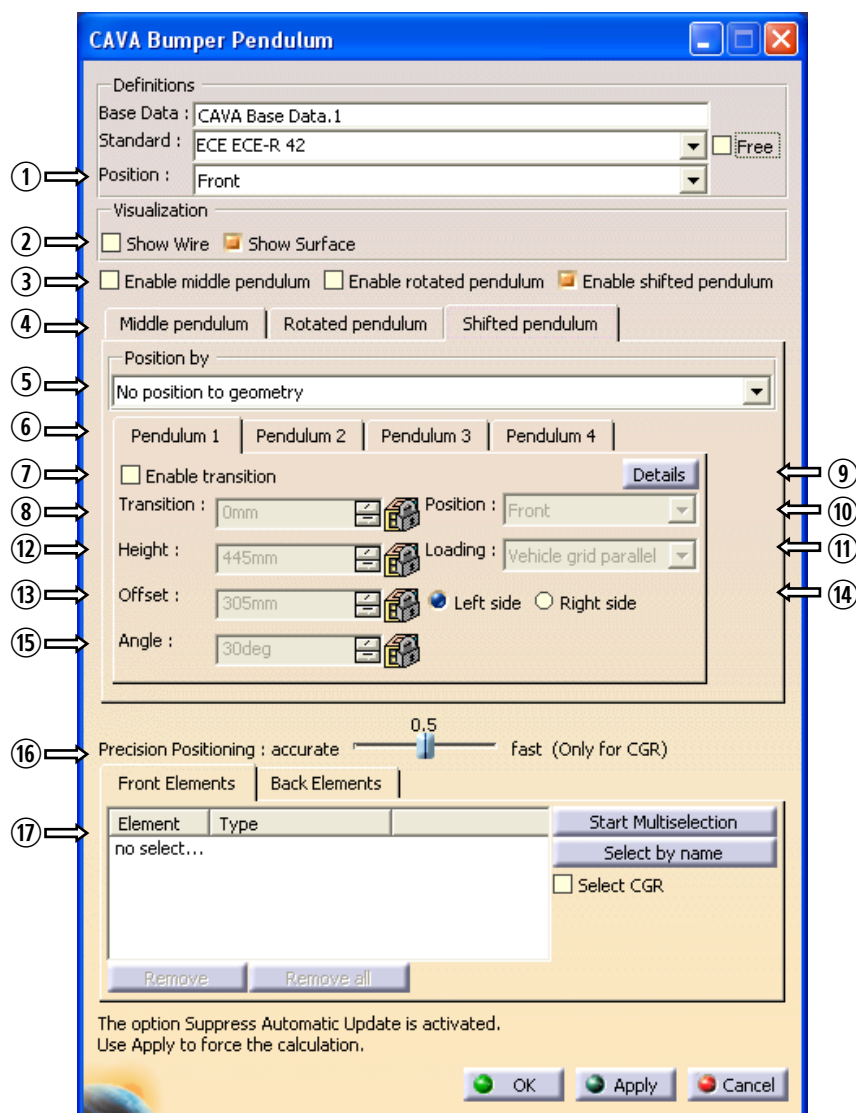 CAVA Bumper Pendulum
Definitions
Base Data : CAVA Base Data.1
Standard : ECE ECE-R 42 Free
① Position : Front
Visualization
② Show Wire Show Surface
③ Enable middle pendulum Enable rotated pendulum Enable shifted pendulum
④ Middle pendulum Rotated pendulum Shifted pendulum
Position by
⑤ No position to geometry
⑥ Pendulum 1 Pendulum 2 Pendulum 3 Pendulum 4
⑦ Enable transition Details ⑨
⑧ Transition : 0mm Position : Front ⑩
⑫ Height : 445mm Loading : Vehicle grid parallel ⑪
⑬ Offset : 305mm Left side Right side ⑭
⑮ Angle : 30deg
0,5
⑯ Precision Positioning : accurate fast (Only for CGR)
Front Elements Back Elements
⑰ Element Type Start Multiselection
no select... Select by name
Select CGR
Remove Remove all
The option Suppress Automatic Update is activated.
Use Apply to force the calculation.
OK Apply Cancel